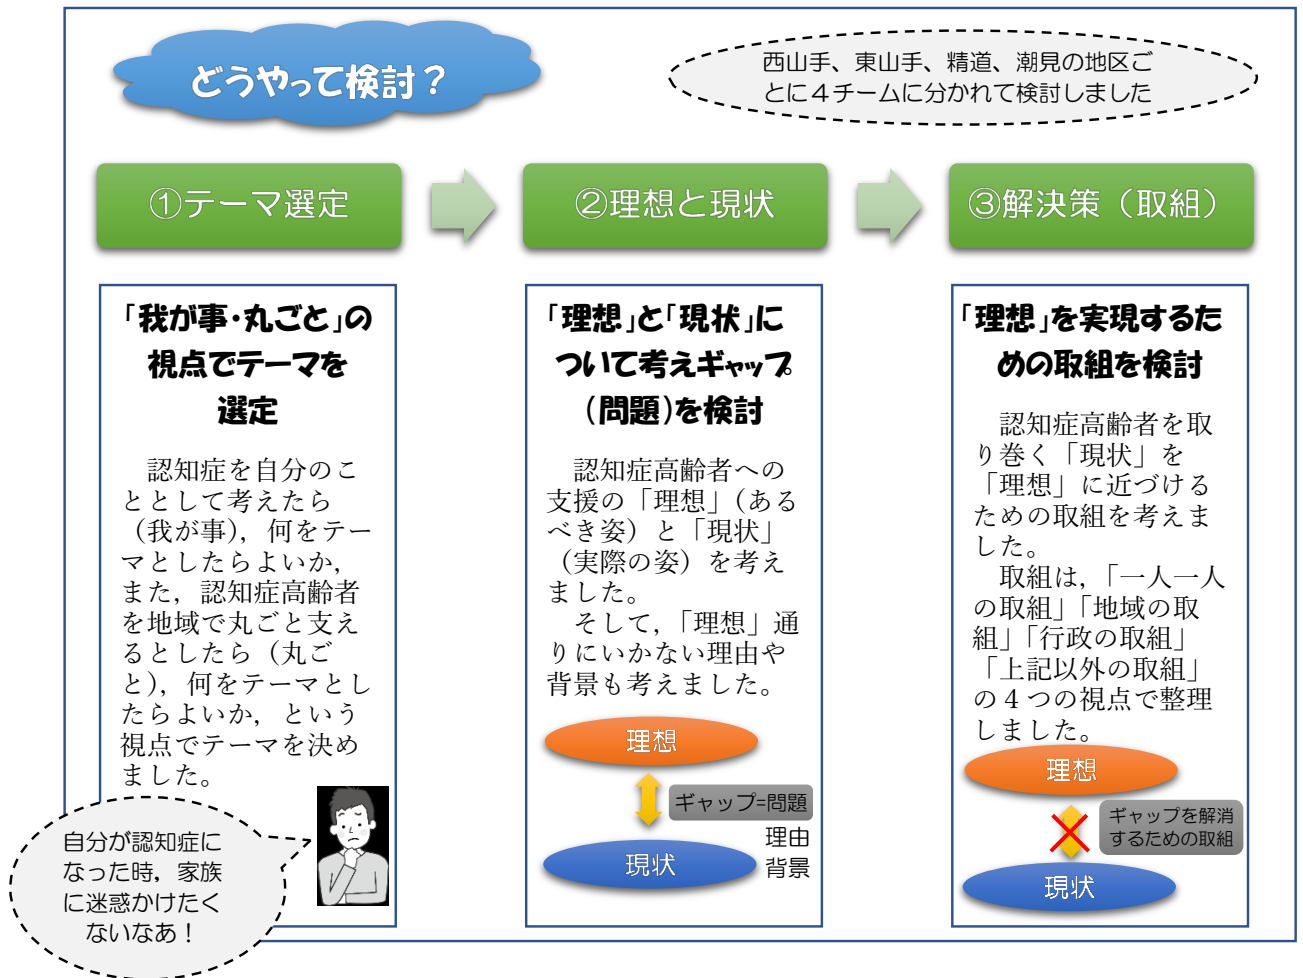 どうやって検討？
西山手、東山手、精道、潮見の地区ご
とに４チームに分かれて検討しました
①テーマ選定
②理想と現状
③解決策（取組）
「我が事・丸ごと」の
視点でテーマを
選定
認知症を自分のこ
ととして考えたら
（我が事），何をテー
マとしたらよいか，
また，認知症高齢者
を地域で丸ごと支え
るとしたら（丸ご
と），何をテーマとし
たらよいか，という
視点でテーマを決め
ました。
自分が認知症に
なった時，家族
に迷惑かけたく
ないなあ！
「理想」と「現状」に
ついて考えギャップ
（問題）を検討
認知症高齢者への
支援の「理想」（ある
べき姿）と「現状」
（実際の姿）を考え
ました。
そして，「理想」通
りにいかない理由や
背景も考えました。
理想
ギャップ=問題
理由
背景
現状
「理想」を実現するた
めの取組を検討
認知症高齢者を取
り巻く「現状」を
「理想」に近づける
ための取組を考えま
した。
取組は，「一人一人
の取組」「地域の取
組」「行政の取組」
「上記以外の取組」
の４つの視点で整理
しました。
理想
ギャップを解消
するための取組
現状